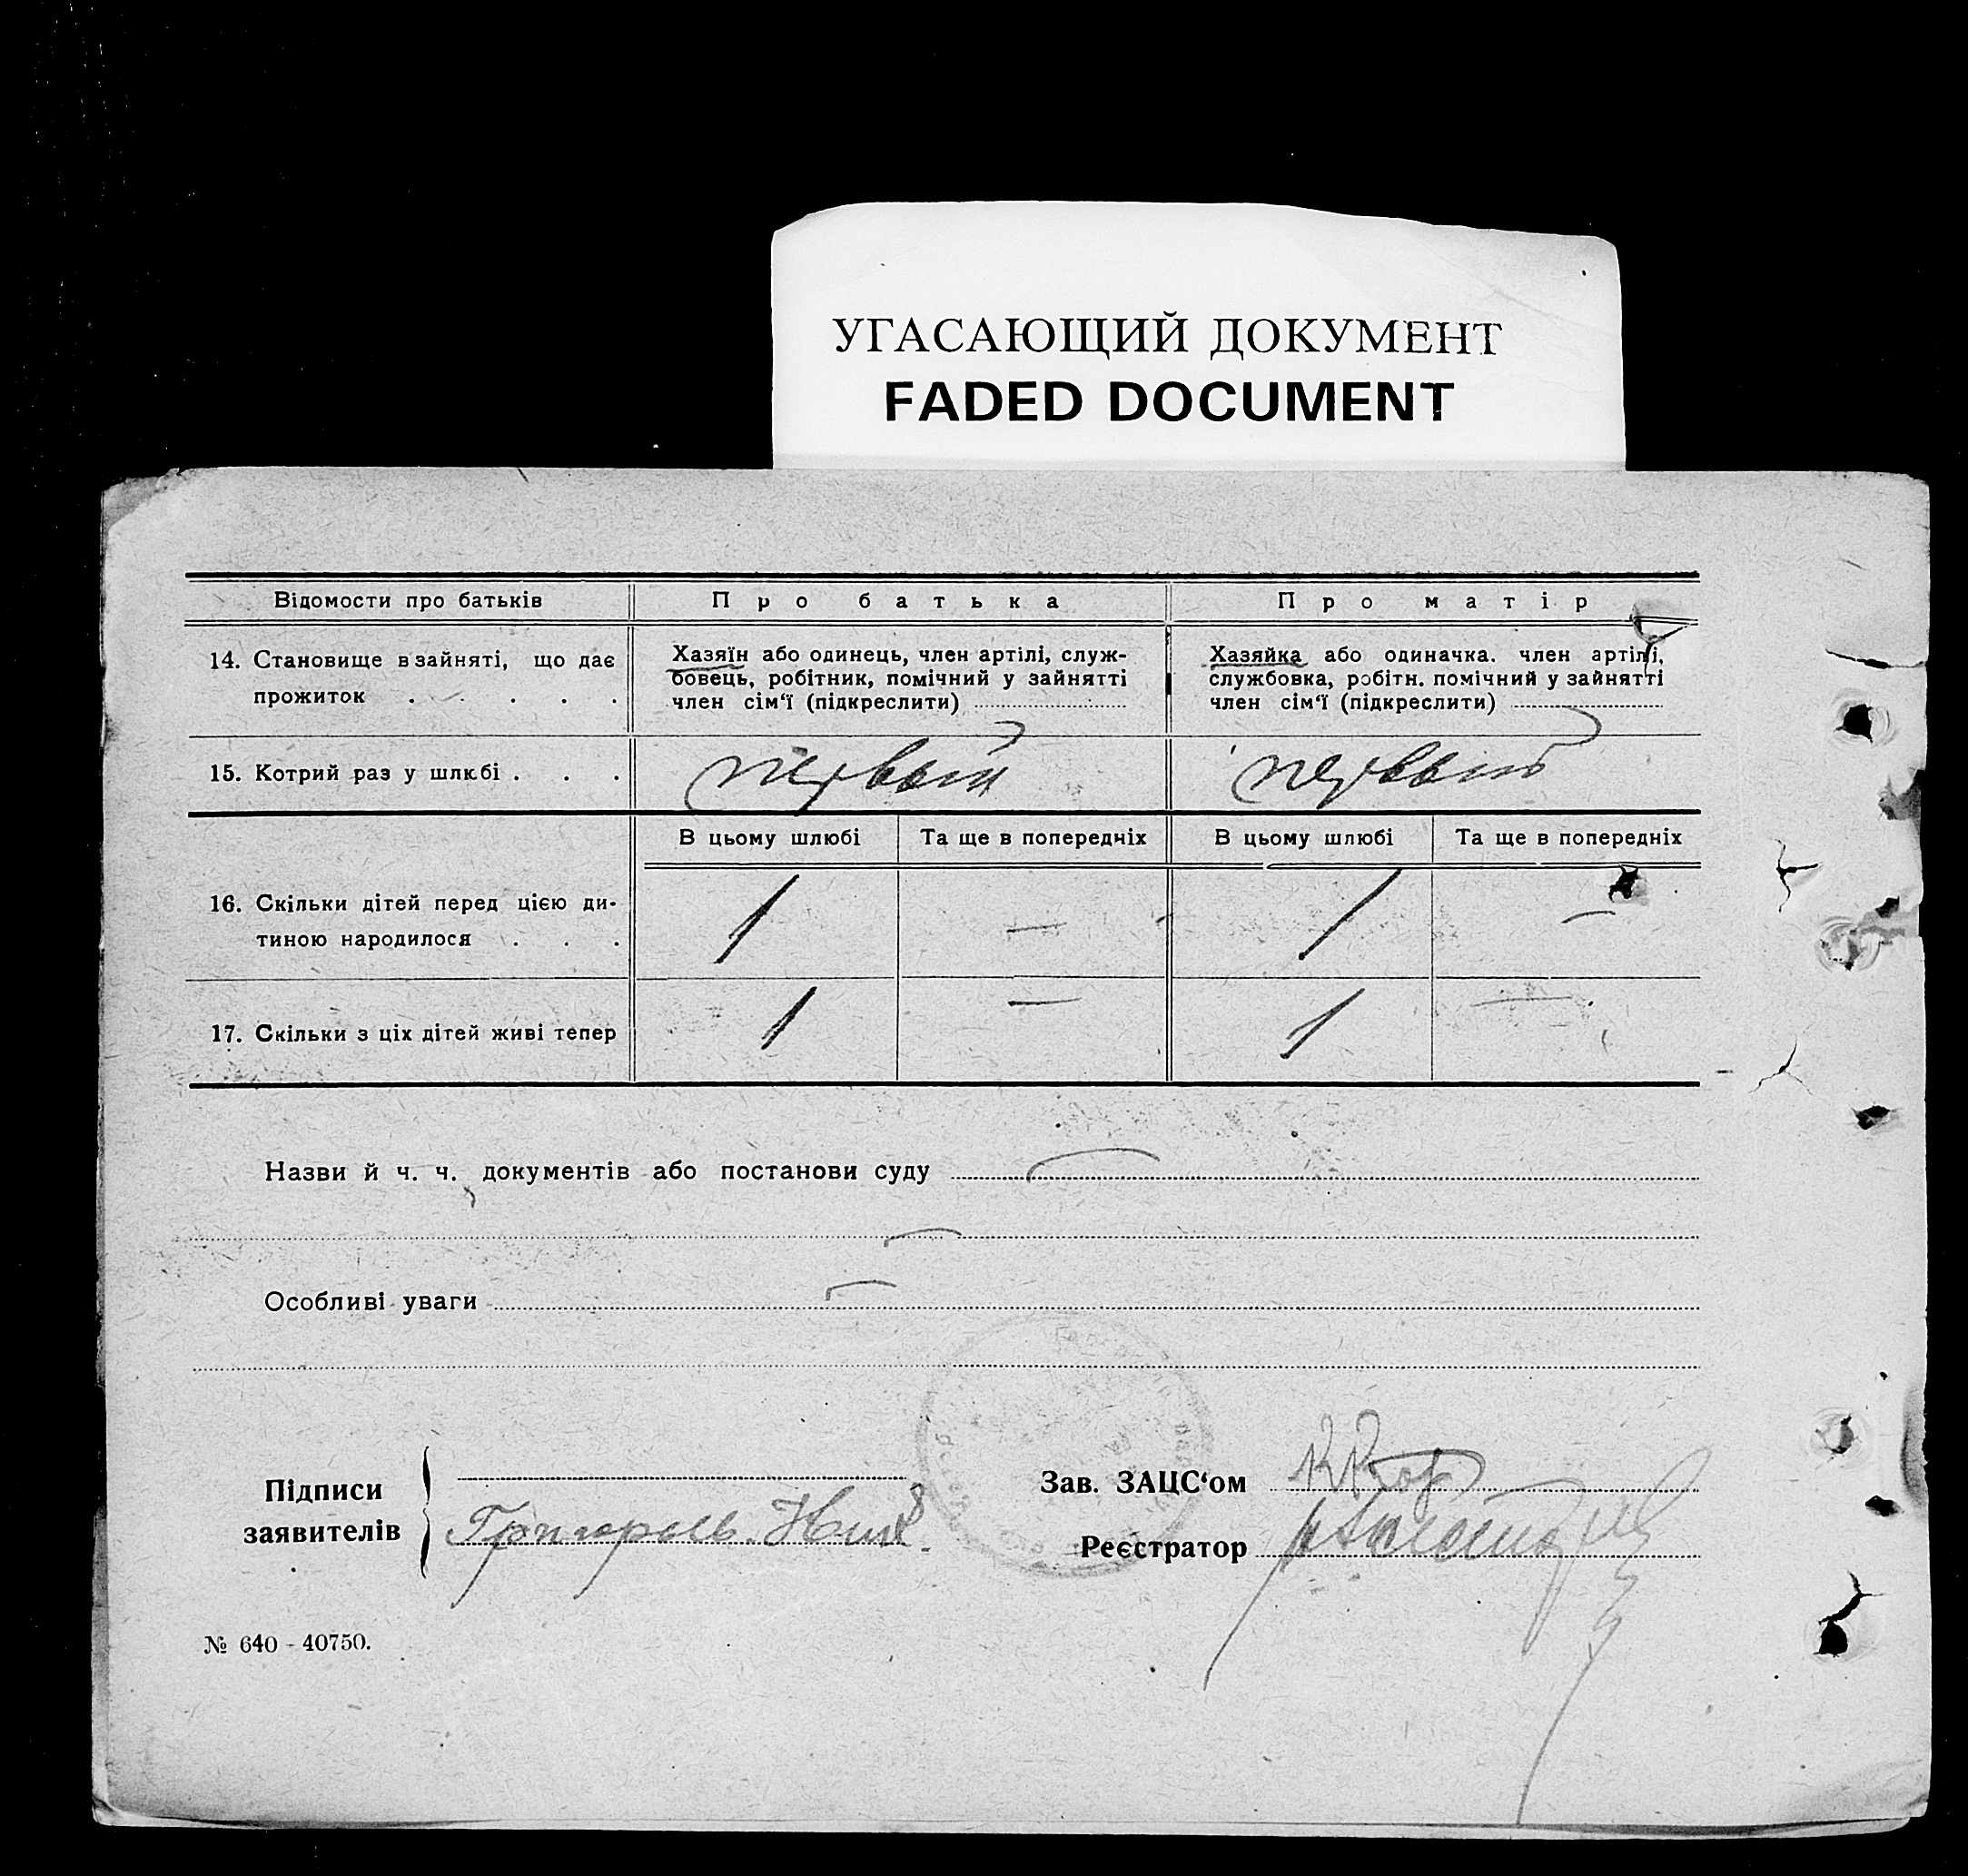 УГАСАЮЩИЙ ДОКУМЕНТ
FADED DOCUMENT
Відомости про батьків
Про батька
Про матір
14. Становище в зайняті, що дає
прожиток . . . . .
Хазяїн або одинець, член артілі, служ-
бовець, робітник, помічний у зайнятті
член сім‘ї (підкреслити)
Хазяйка або одиначка. член артілі,
службовка, робітн. помічний у зайнятті
член сім‘ї (підкреслити)
15. Котрий раз у шлюбі . . .
первый
первый
В цьому шлюбі
Та ще в попередніх
В цьому шлюбі
Та ще в попередніх
16. Скільки дітей перед цією ди-
тиною народилося . . .
1
—
1
—
17. Скільки з ціх дітей живі тепер
1
—
1
—
Назви й ч. ч. документів або постанови суду
Особливі уваги
Підписи
заявителів
Зав. ЗАЦС‘ом
Реєстратор
№ 640 - 40750.